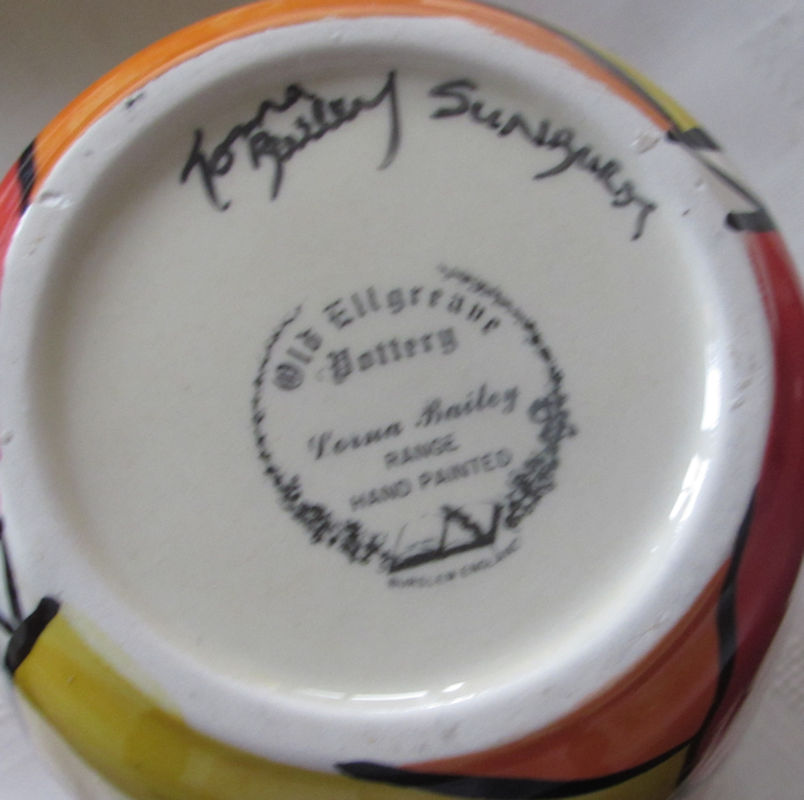 Lorna Bailey Sunburst
Old Ellgreave
Pottery
Lorna Bailey
RANGE
HAND PAINTED
BURSLEM ENGLAND